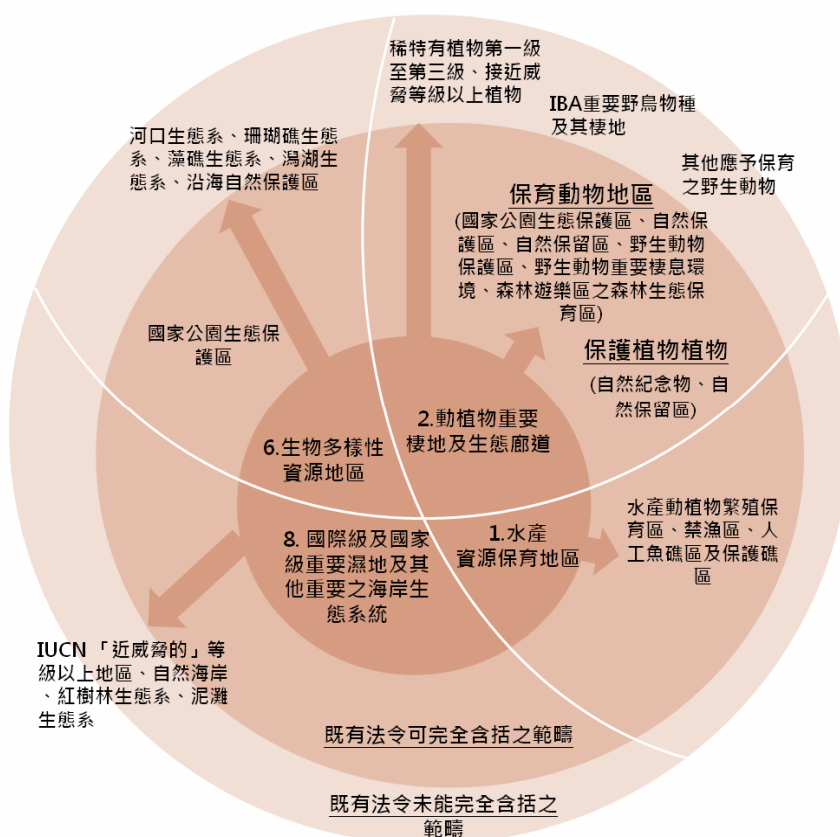 稀特有植物第一級
至第三級、接近威
脅等級以上植物
IBA重要野鳥物種
及其棲地
其他應予保育
之野生動物
河口生態系、珊瑚礁生態
系、藻礁生態系、潟湖生
態系、沿海自然保護區
保育動物地區
(國家公園生態保護區、自然保
護區、自然保留區、野生動物
保護區、野生動物重要棲息環
境、森林遊樂區之森林生態保
育區)
國家公園生態保
護區
保護植物植物
(自然紀念物、自
然保留區)
2.動植物重要
棲地及生態廊道
6.生物多樣性
資源地區
8. 國際級及國家
級重要濕地及其
他重要之海岸生
態系統
1.水產
資源保育地區
水產動植物繁殖保
育區、禁漁區、人
工魚礁區及保護礁
區
IUCN 「近威脅的」等
級以上地區、自然海岸
、紅樹林生態系、泥灘
生態系
既有法令可完全含括之範疇
既有法令未能完全含括之
範疇